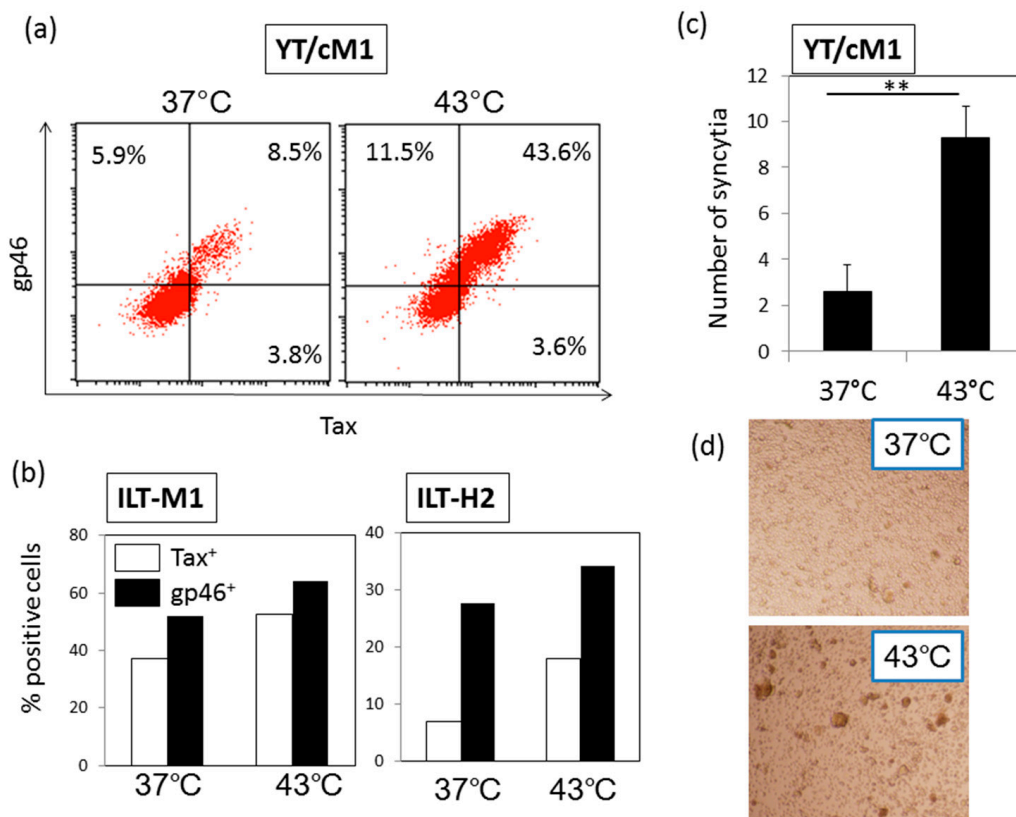 (a)
YT/cM1
37°C
43°C
5.9%
8.5%
11.5%
43.6%
3.8%
3.6%
gp46
Tax
(b)
ILT-M1
ILT-H2
Tax⁺
gp46⁺
% positive cells
80
60
40
20
0
37°C
43°C
40
30
20
10
0
37°C
43°C
(c)
YT/cM1
**
Number of syncytia
12
10
8
6
4
2
0
37°C
43°C
(d)
37°C
43°C